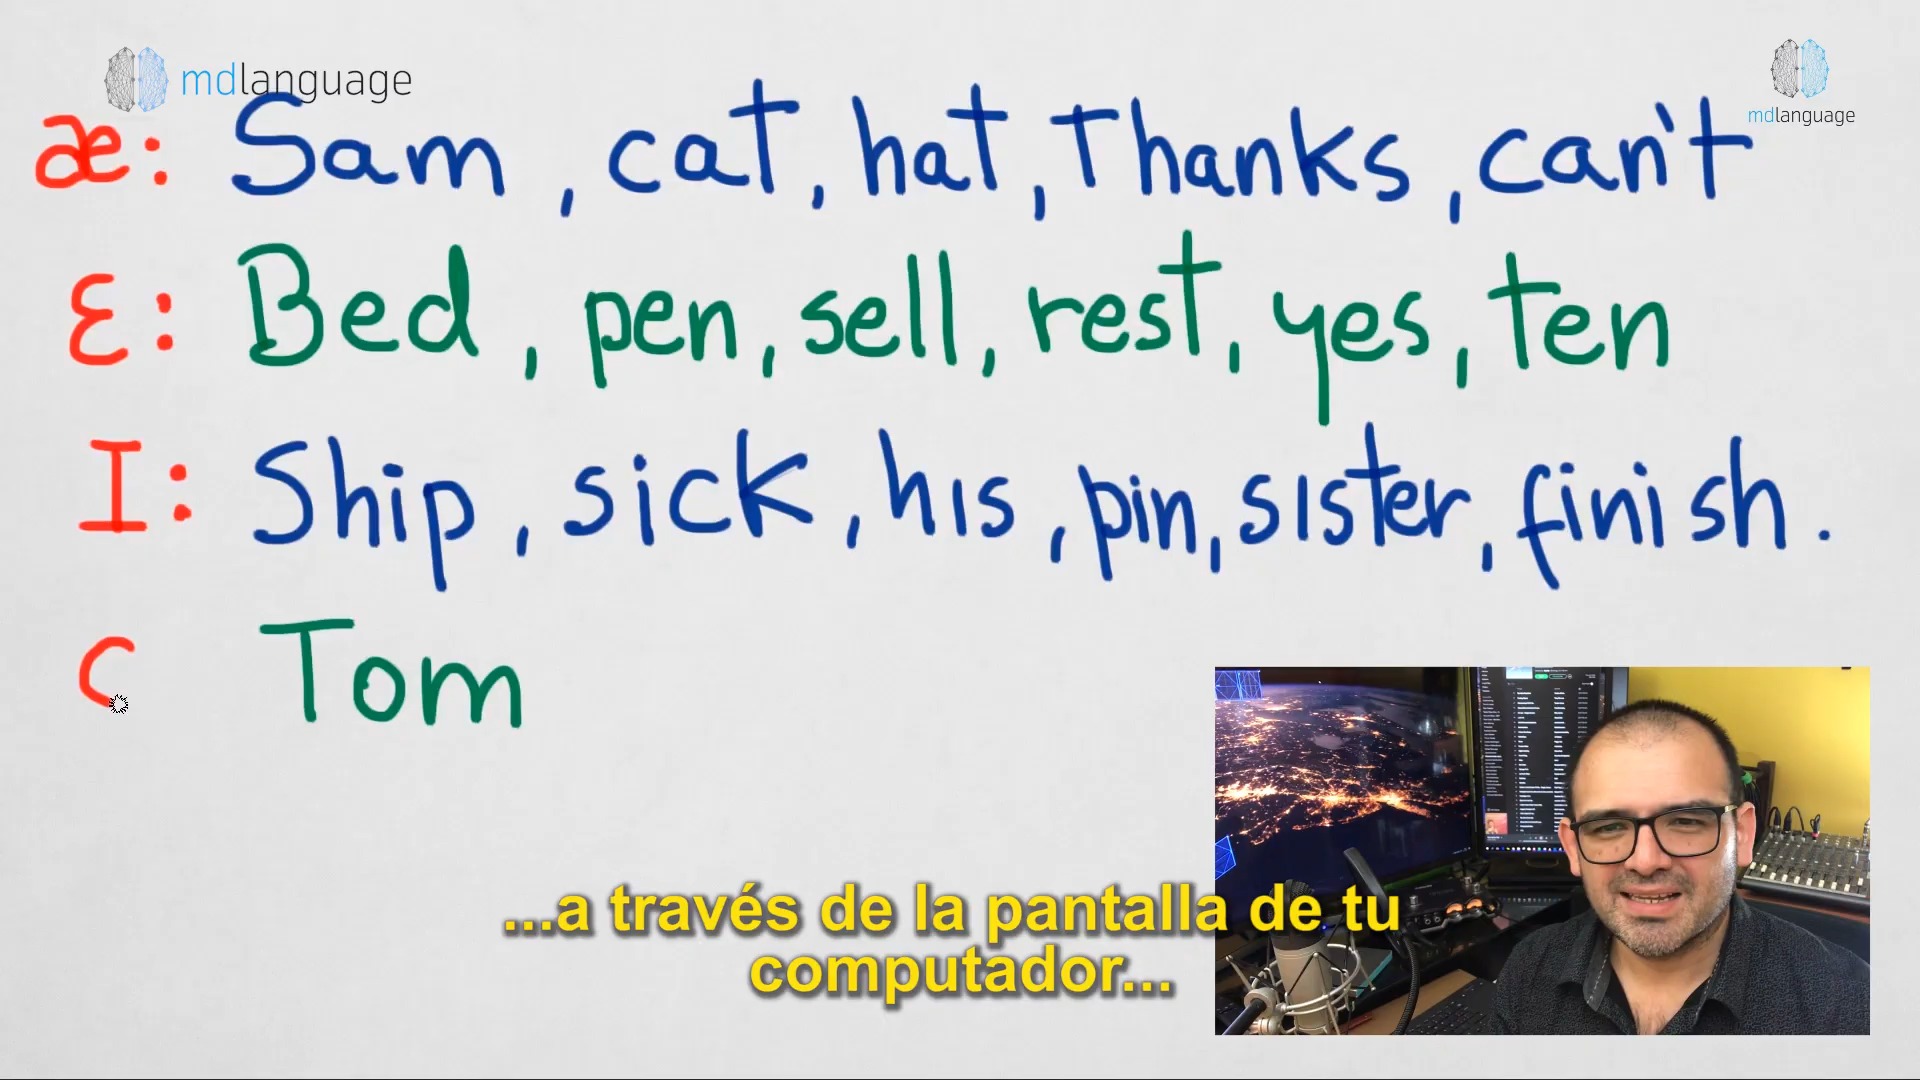 mdlanguage
mdlanguage
æ: Sam, cat, hat, Thanks, can't
ɛ: Bed, pen, sell, rest, yes, ten
I: Ship, sick, his, pin, sister, finish.
C Tom
...a través de la pantalla de tu
computador...